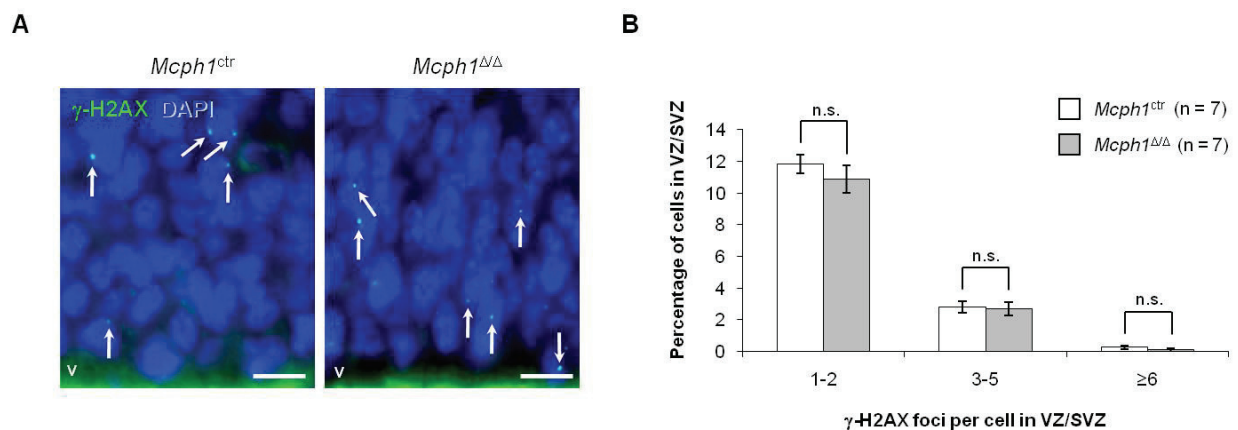 A
Mcph1ctr
Mcph1Δ/Δ
γ-H2AX DAPI
v
v
B
Percentage of cells in VZ/SVZ
14
12
10
8
6
4
2
0
n.s.
n.s.
n.s.
Mcph1ctr (n = 7)
Mcph1Δ/Δ (n = 7)
1-2
3-5
≥6
γ-H2AX foci per cell in VZ/SVZ